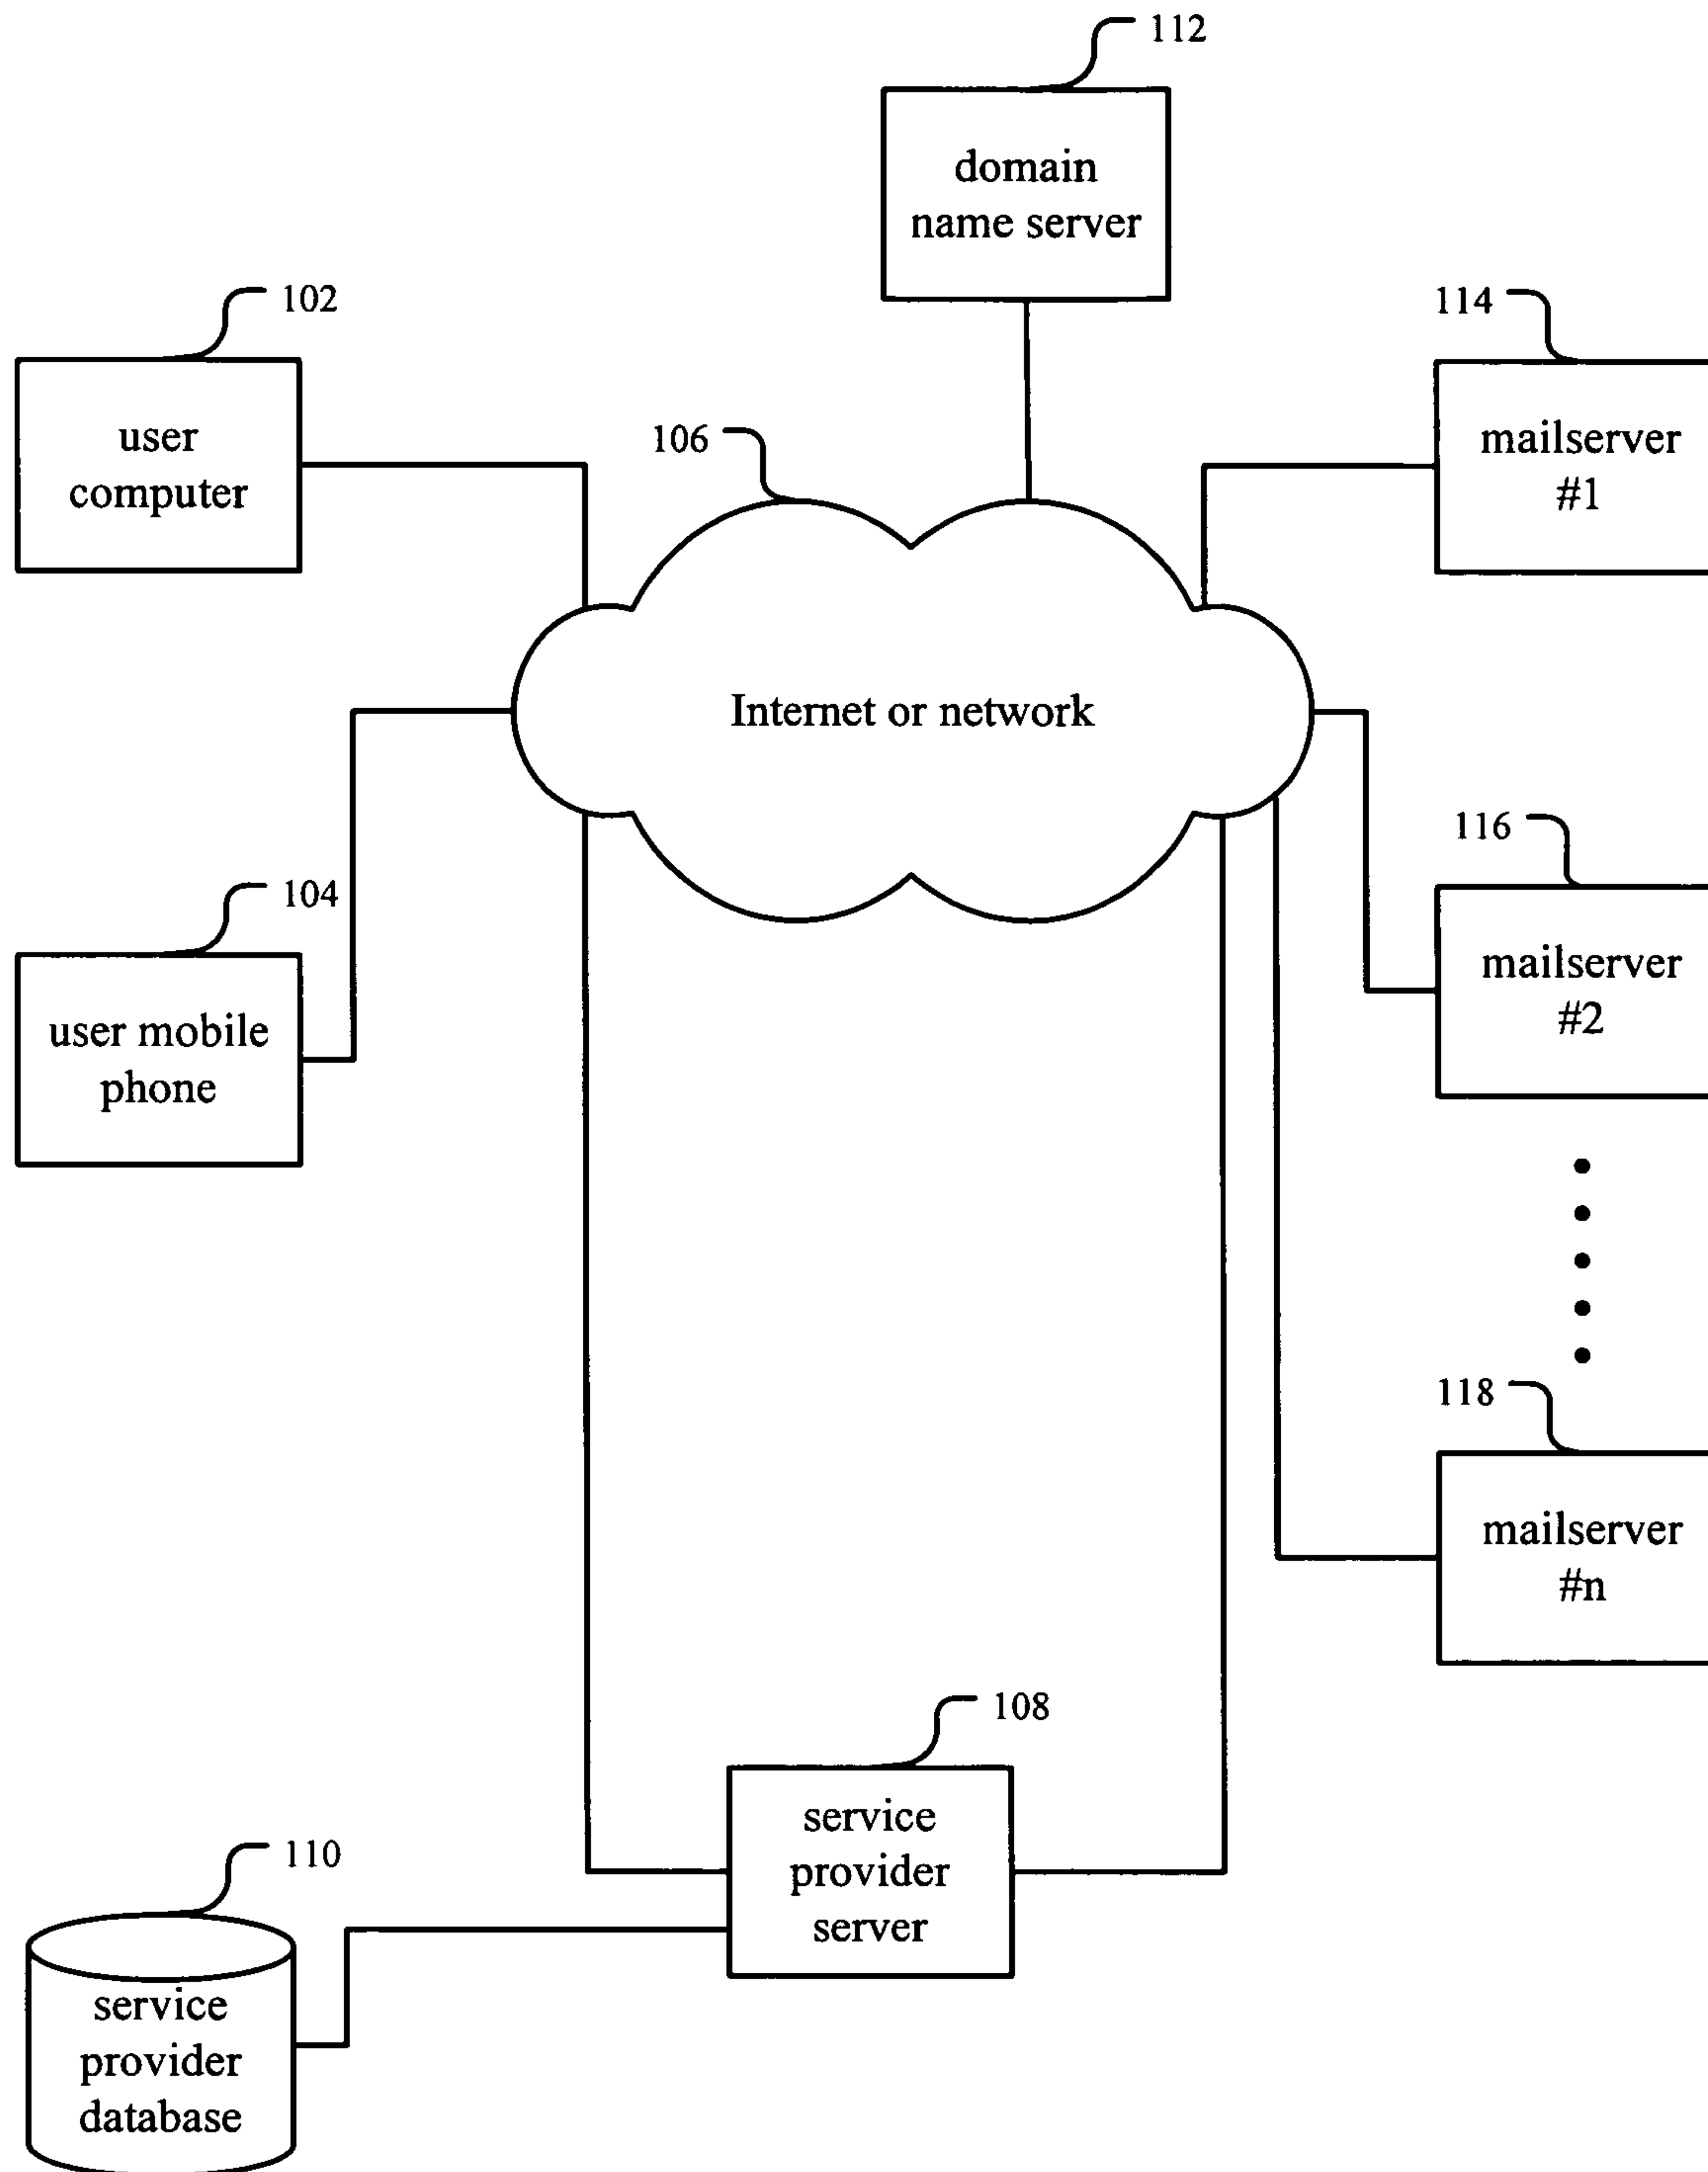 112
domain
name server
102
user
computer
114
mailserver
#1
106
Internet or network
104
user mobile
phone
116
mailserver
#2
118
mailserver
#n
108
service
provider
server
110
service
provider
database